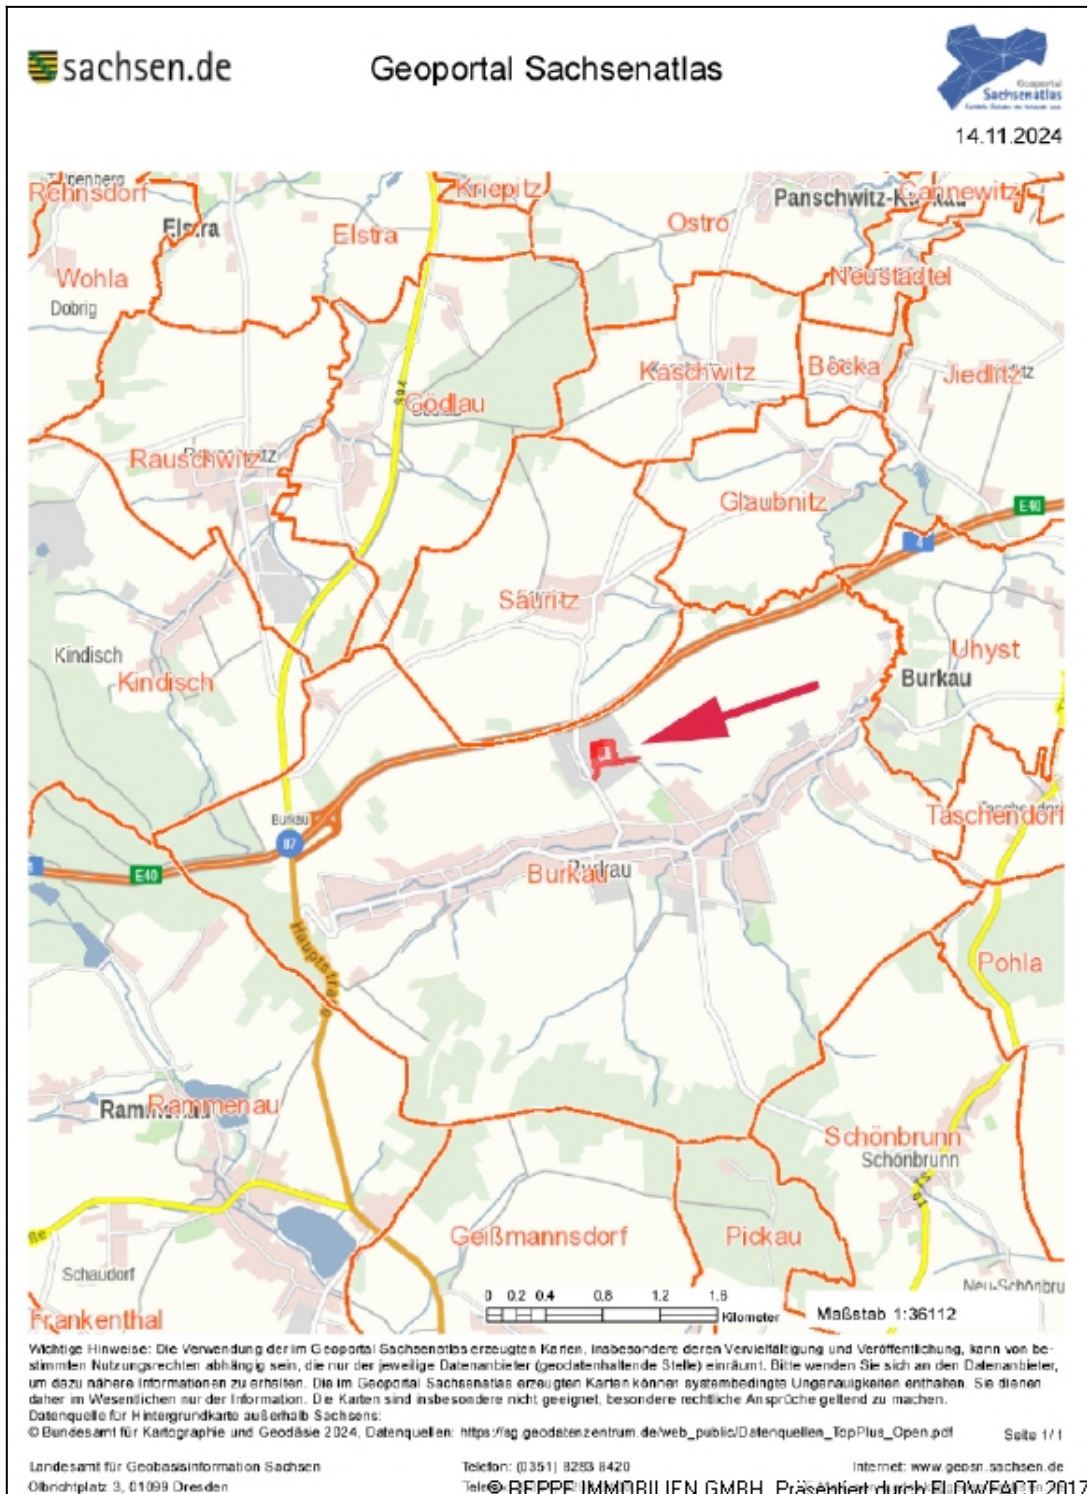 sachsen.de
Geoportal Sachsenatlas
Geoportal
Sachsenatlas
14.11.2024
Rehnsdorf
Kriepitz
Panschwitz-
Cannewitz
Elstra
Elstra
Ostro
Wohla
Neustädtel
Dobrig
Kaschwitz
Böcka
Jiedlitz
Gödlau
Rauschwitz
Glaubnitz
E40
4
Säuritz
Kindisch
Kindisch
Uhyst
Burkau
Taschendorf
Burkau
87
E40
Burkau
Burkau
Hauptstraße
Pohla
Rammenau
Schönbrunn
Schönbrunn
Geißmannsdorf
Pickau
Schaudorf
Neu-Schönbru
Frankenthal
0 0.2 0.4 0.8 1.2 1.6
Kilometer
Maßstab 1:36112
Wichtige Hinweise: Die Verwendung der im Geoportal Sachsenatlas erzeugten Karten, insbesondere deren Vervielfältigung und Veröffentlichung, kann von be-
stimmten Nutzungsrechten abhängig sein, die nur der jeweilige Datenanbieter (geodatenhaltende Stelle) einräumt. Bitte wenden Sie sich an den Datenanbieter,
um dazu nähere Informationen zu erhalten. Die im Geoportal Sachsenatlas erzeugten Karten können systembedingte Ungenauigkeiten enthalten. Sie dienen
daher im Wesentlichen nur der Information. Die Karten sind insbesondere nicht geeignet, besondere rechtliche Ansprüche geltend zu machen.
Datenquelle für Hintergrundkarte außerhalb Sachsens:
© Bundesamt für Kartographie und Geodäsie 2024, Datenquellen: https://sg.geodatenzentrum.de/web_public/Datenquellen_TopPlus_Open.pdf Seite 1/1
Landesamt für Geobasisinformation Sachsen Telefon: (0351) 8283 8420 Internet: www.geosn.sachsen.de
Olbrichtplatz 3, 01099 Dresden
© REPPE IMMOBILIEN GMBH, Präsentiert durch FLOWFACT 2017